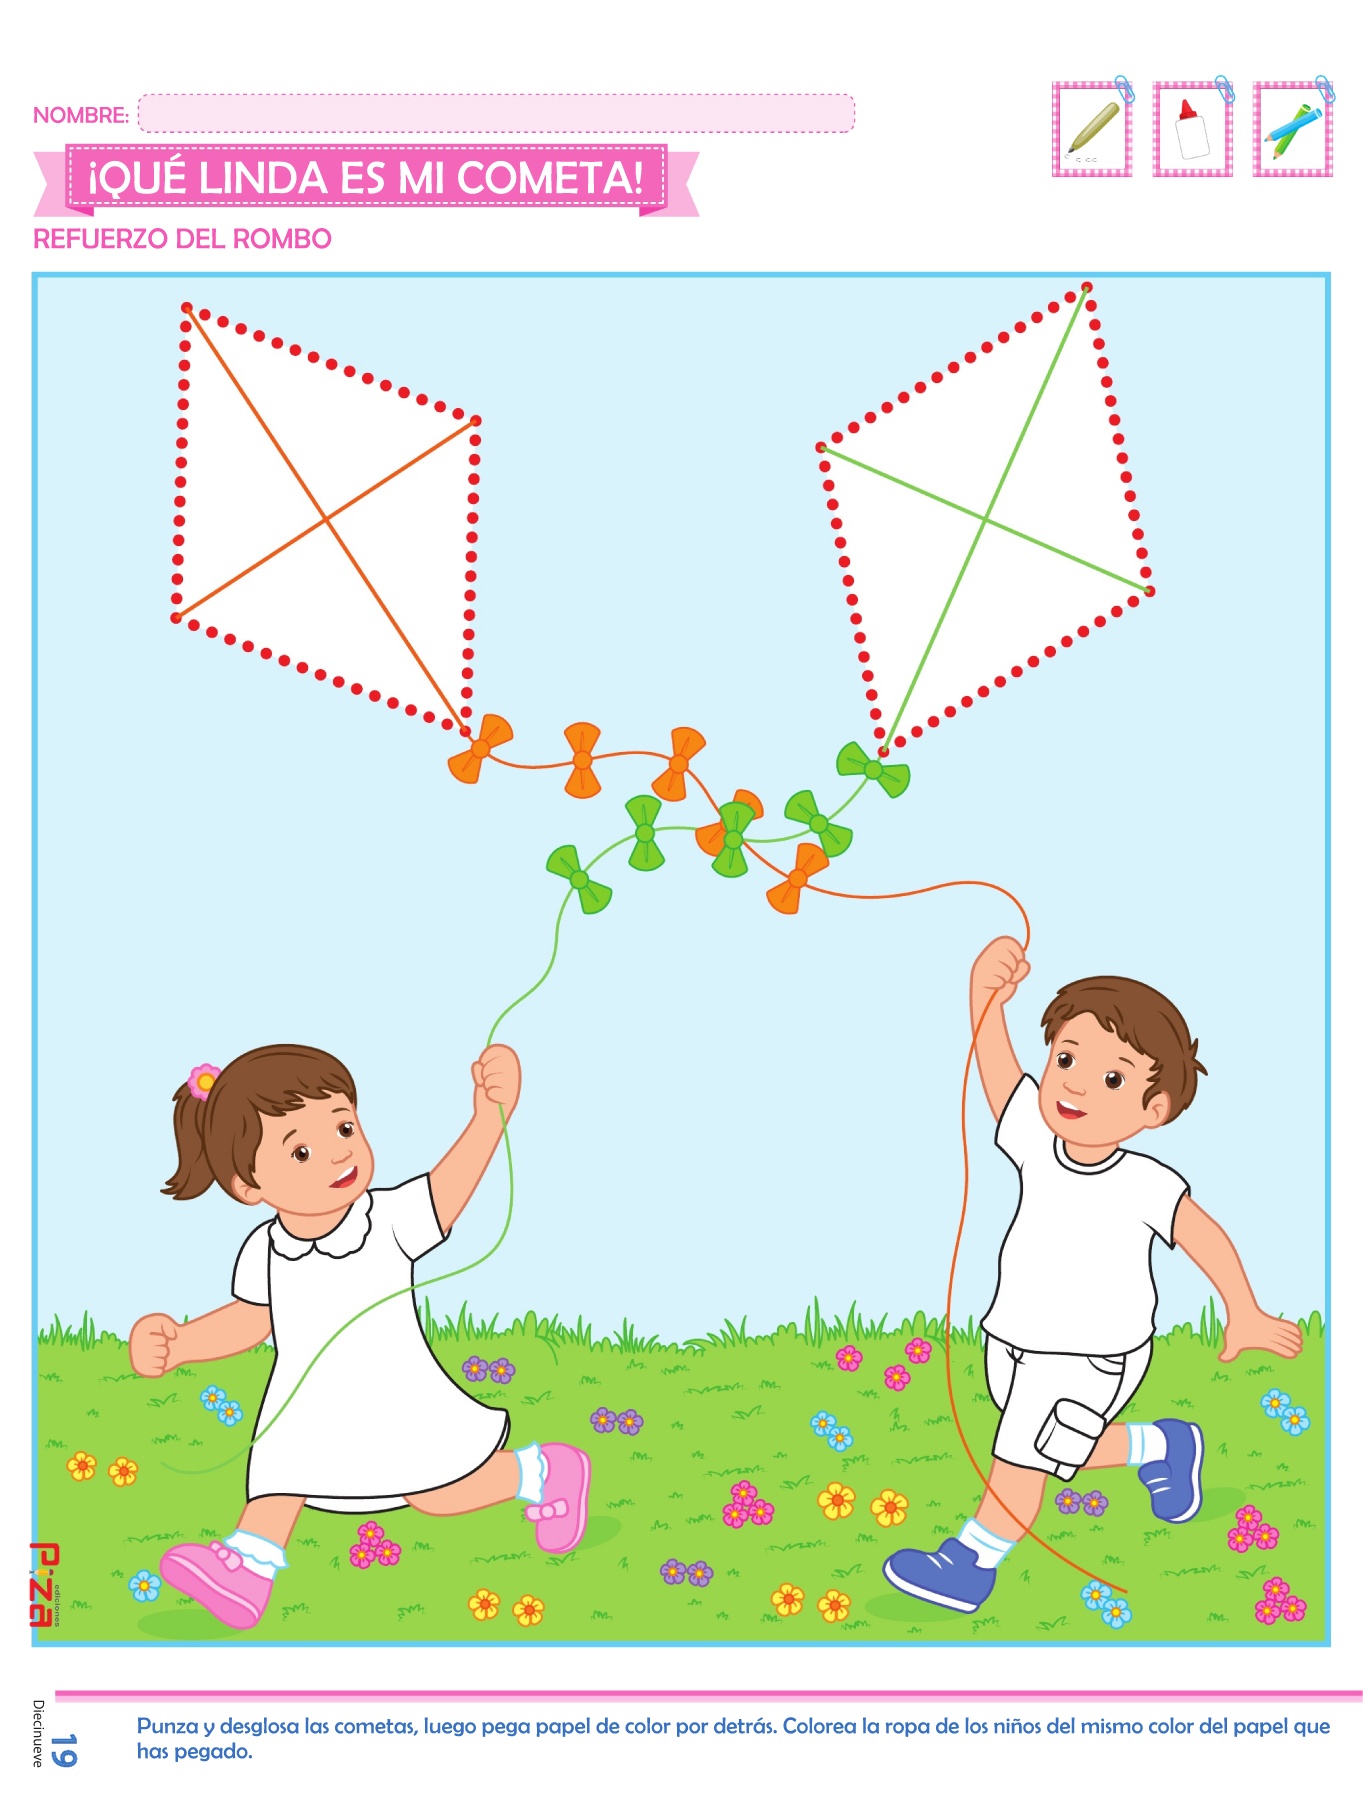 NOMBRE:
¡QUÉ LINDA ES MI COMETA!
REFUERZO DEL ROMBO
Piza
ediciones
Diecinueve
19
Punza y desglosa las cometas, luego pega papel de color por detrás. Colorea la ropa de los niños del mismo color del papel que
has pegado.